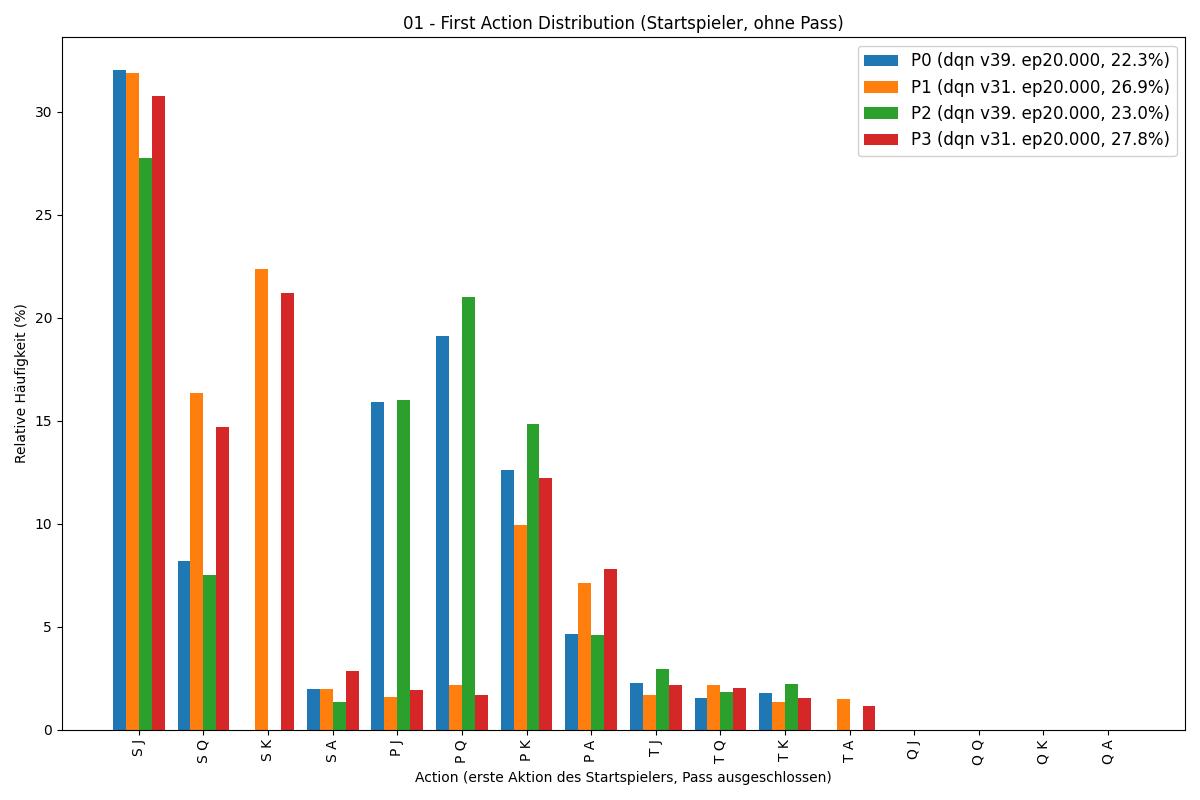 01 - First Action Distribution (Startspieler, ohne Pass)
P0 (dqn v39. ep20.000, 22.3%)
P1 (dqn v31. ep20.000, 26.9%)
P2 (dqn v39. ep20.000, 23.0%)
P3 (dqn v31. ep20.000, 27.8%)
Relative Häufigkeit (%)
30
25
20
15
10
5
0
S J
S Q
S K
S A
P J
P Q
P K
P A
T J
T Q
T K
T A
Q J
Q Q
Q K
Q A
Action (erste Aktion des Startspielers, Pass ausgeschlossen)